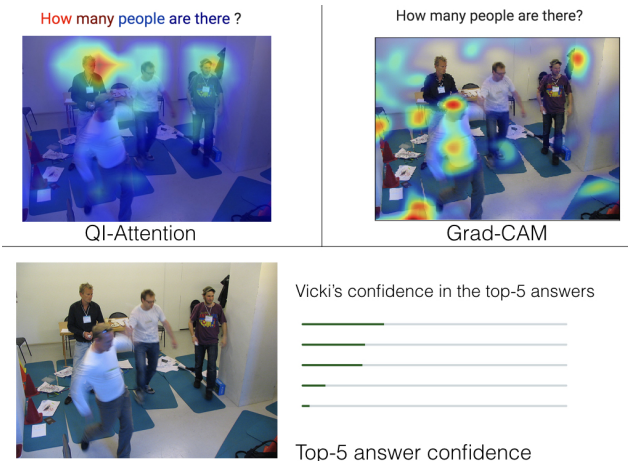 How many people are there ?
How many people are there?
QI-Attention
Grad-CAM
Vicki's confidence in the top-5 answers
Top-5 answer confidence